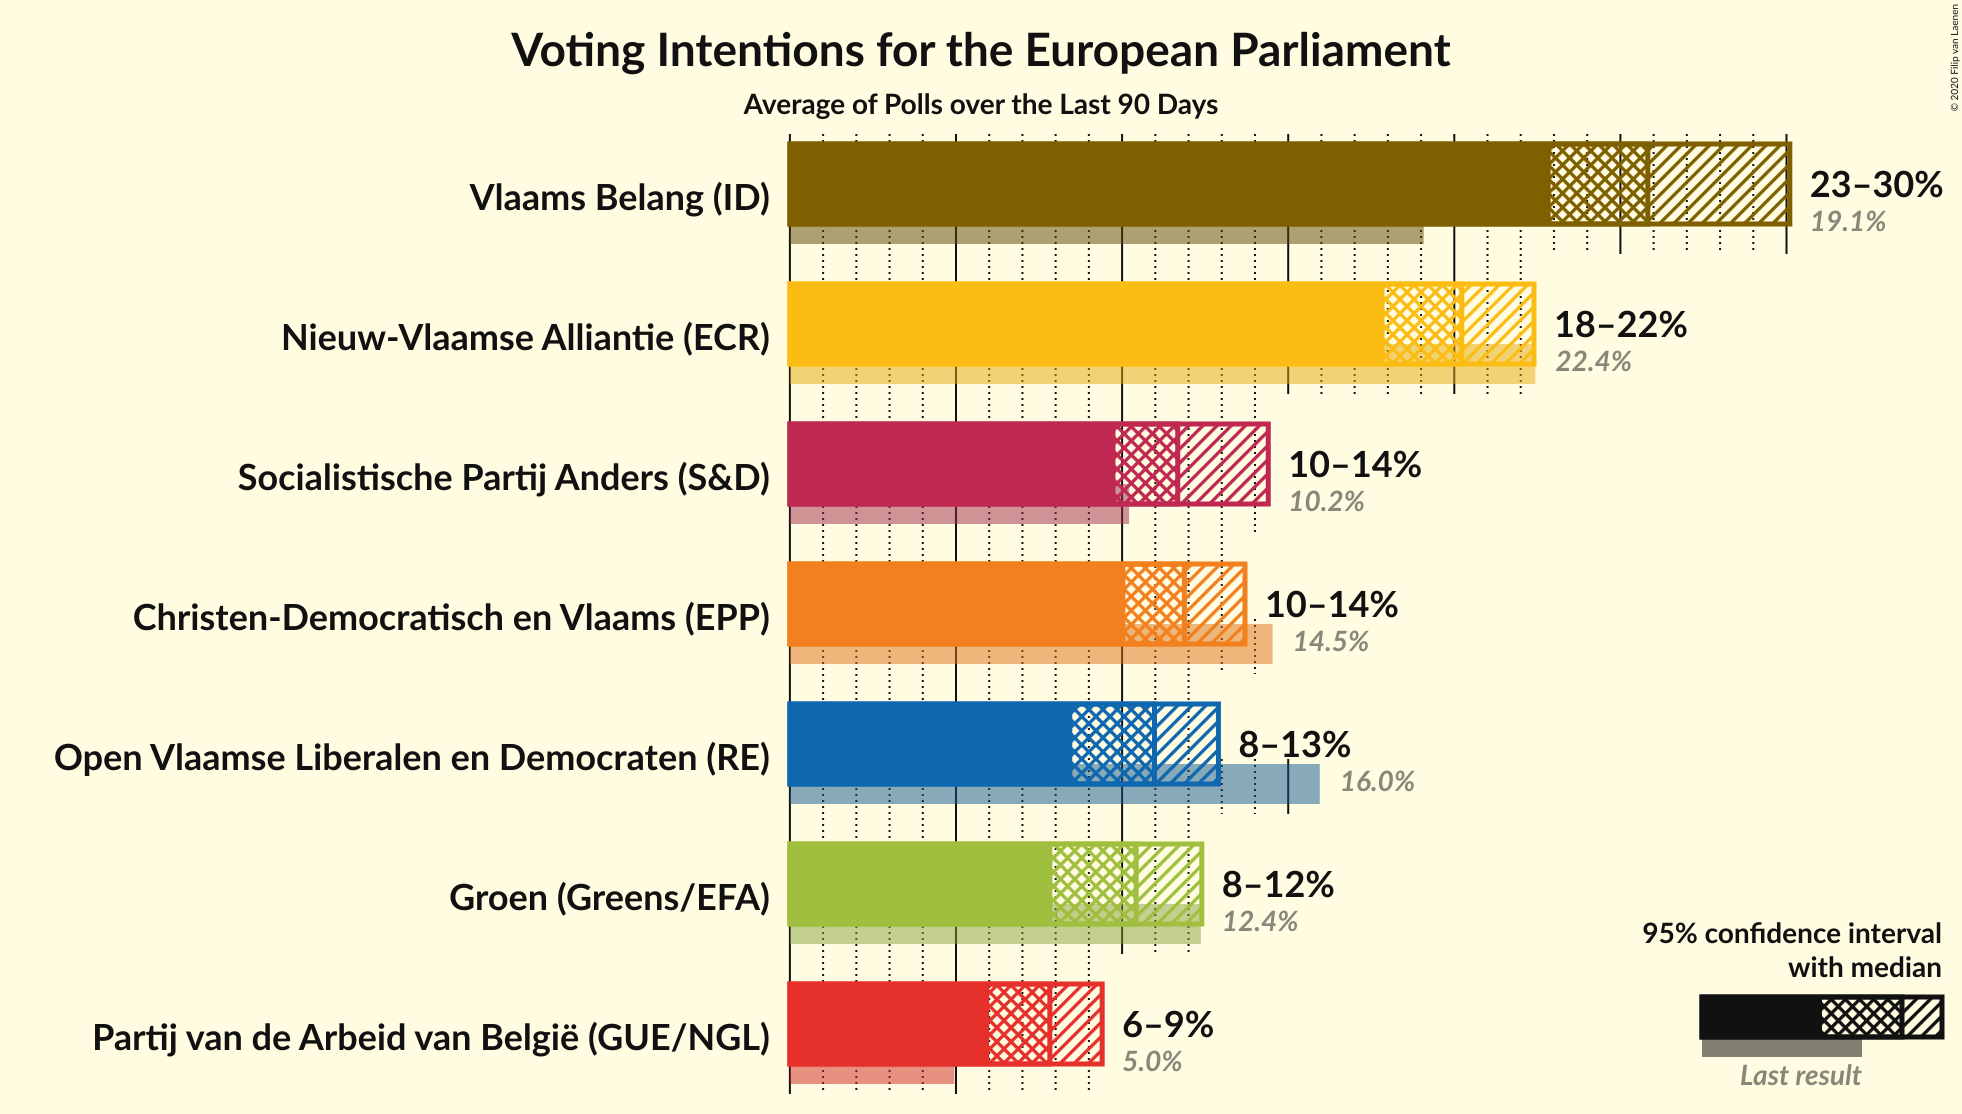 Voting Intentions for the European Parliament
Average of Polls over the Last 90 Days
© 2020 Filip van Laenen
Vlaams Belang (ID)
23–30%
19.1%
Nieuw-Vlaamse Alliantie (ECR)
18–22%
22.4%
Socialistische Partij Anders (S&D)
10–14%
10.2%
Christen-Democratisch en Vlaams (EPP)
10–14%
14.5%
Open Vlaamse Liberalen en Democraten (RE)
8–13%
16.0%
Groen (Greens/EFA)
8–12%
12.4%
Partij van de Arbeid van België (GUE/NGL)
6–9%
5.0%
95% confidence interval
with median
Last result